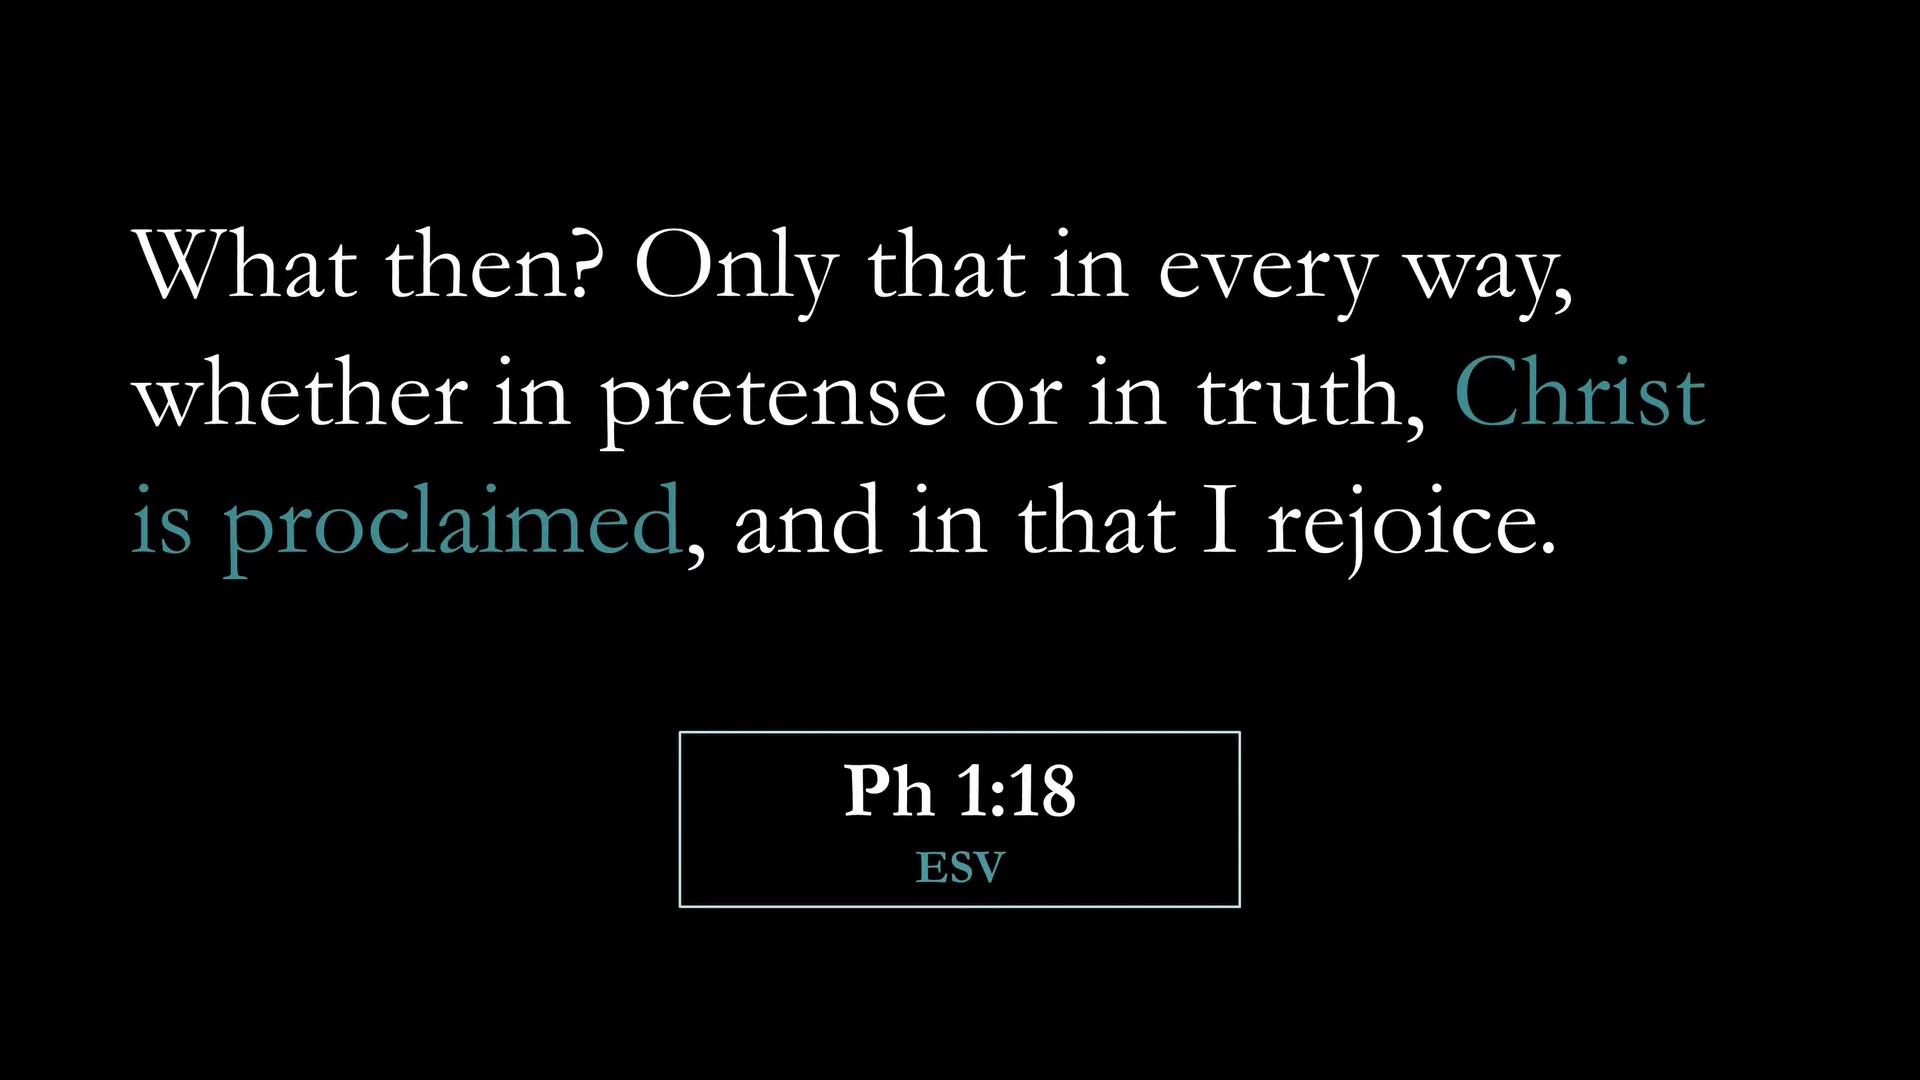 What then? Only that in every way,
whether in pretense or in truth, Christ
is proclaimed, and in that I rejoice.
Ph 1:18
ESV